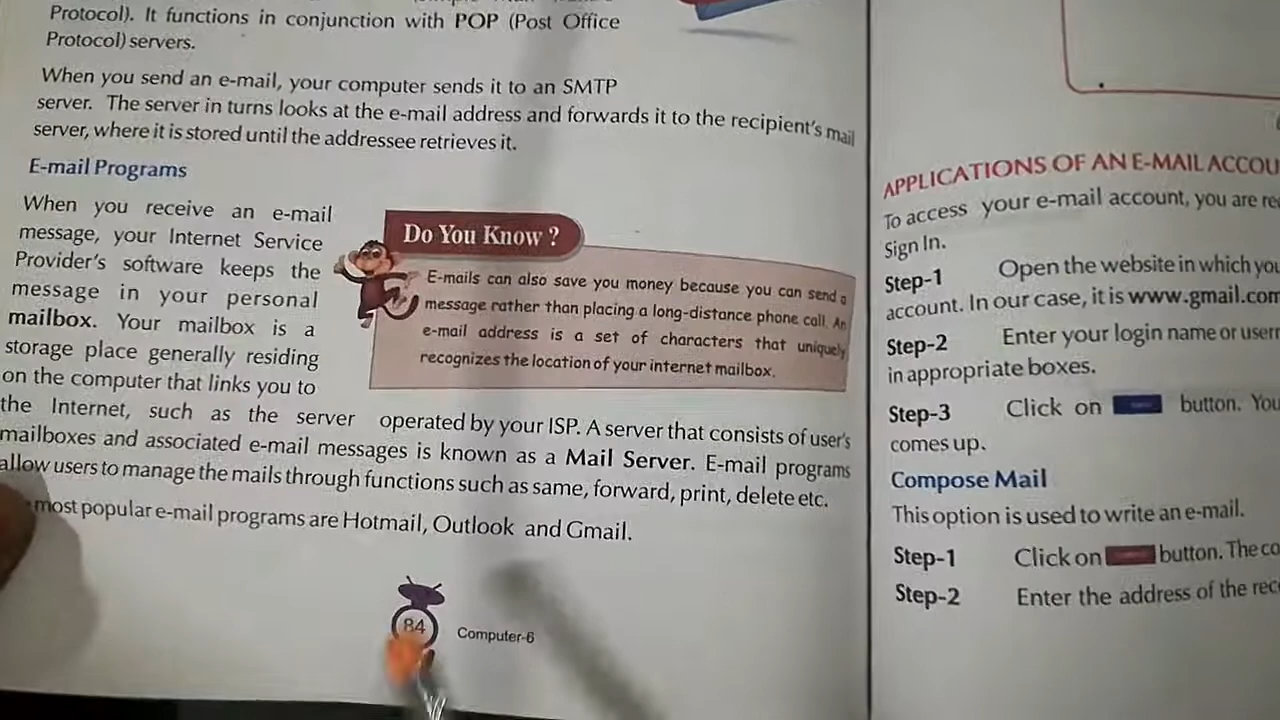 Protocol). It functions in conjunction with POP (Post Office
Protocol) servers.
When you send an e-mail, your computer sends it to an SMTP
server. The server in turns looks at the e-mail address and forwards it to the recipient's mail
server, where it is stored until the addressee retrieves it.
E-mail Programs
When you receive an e-mail
message, your Internet Service
Provider's software keeps the
message in your personal
mailbox. Your mailbox is a
storage place generally residing
on the computer that links you to
the Internet, such as the server operated by your ISP. A server that consists of user's
mailboxes and associated e-mail messages is known as a Mail Server. E-mail programs
allow users to manage the mails through functions such as same, forward, print, delete etc.
most popular e-mail programs are Hotmail, Outlook and Gmail.
Do You Know ?
E-mails can also save you money because you can send a
message rather than placing a long-distance phone call. An
e-mail address is a set of characters that uniquely
recognizes the location of your internet mailbox.
84
Computer-6
APPLICATIONS OF AN E-MAIL ACCOU
To access your e-mail account, you are re
Sign In.
Step-1 Open the website in which you
account. In our case, it is www.gmail.com
Step-2 Enter your login name or user
in appropriate boxes.
Step-3 Click on button. You
comes up.
Compose Mail
This option is used to write an e-mail.
Step-1 Click on button. The co
Step-2 Enter the address of the rec